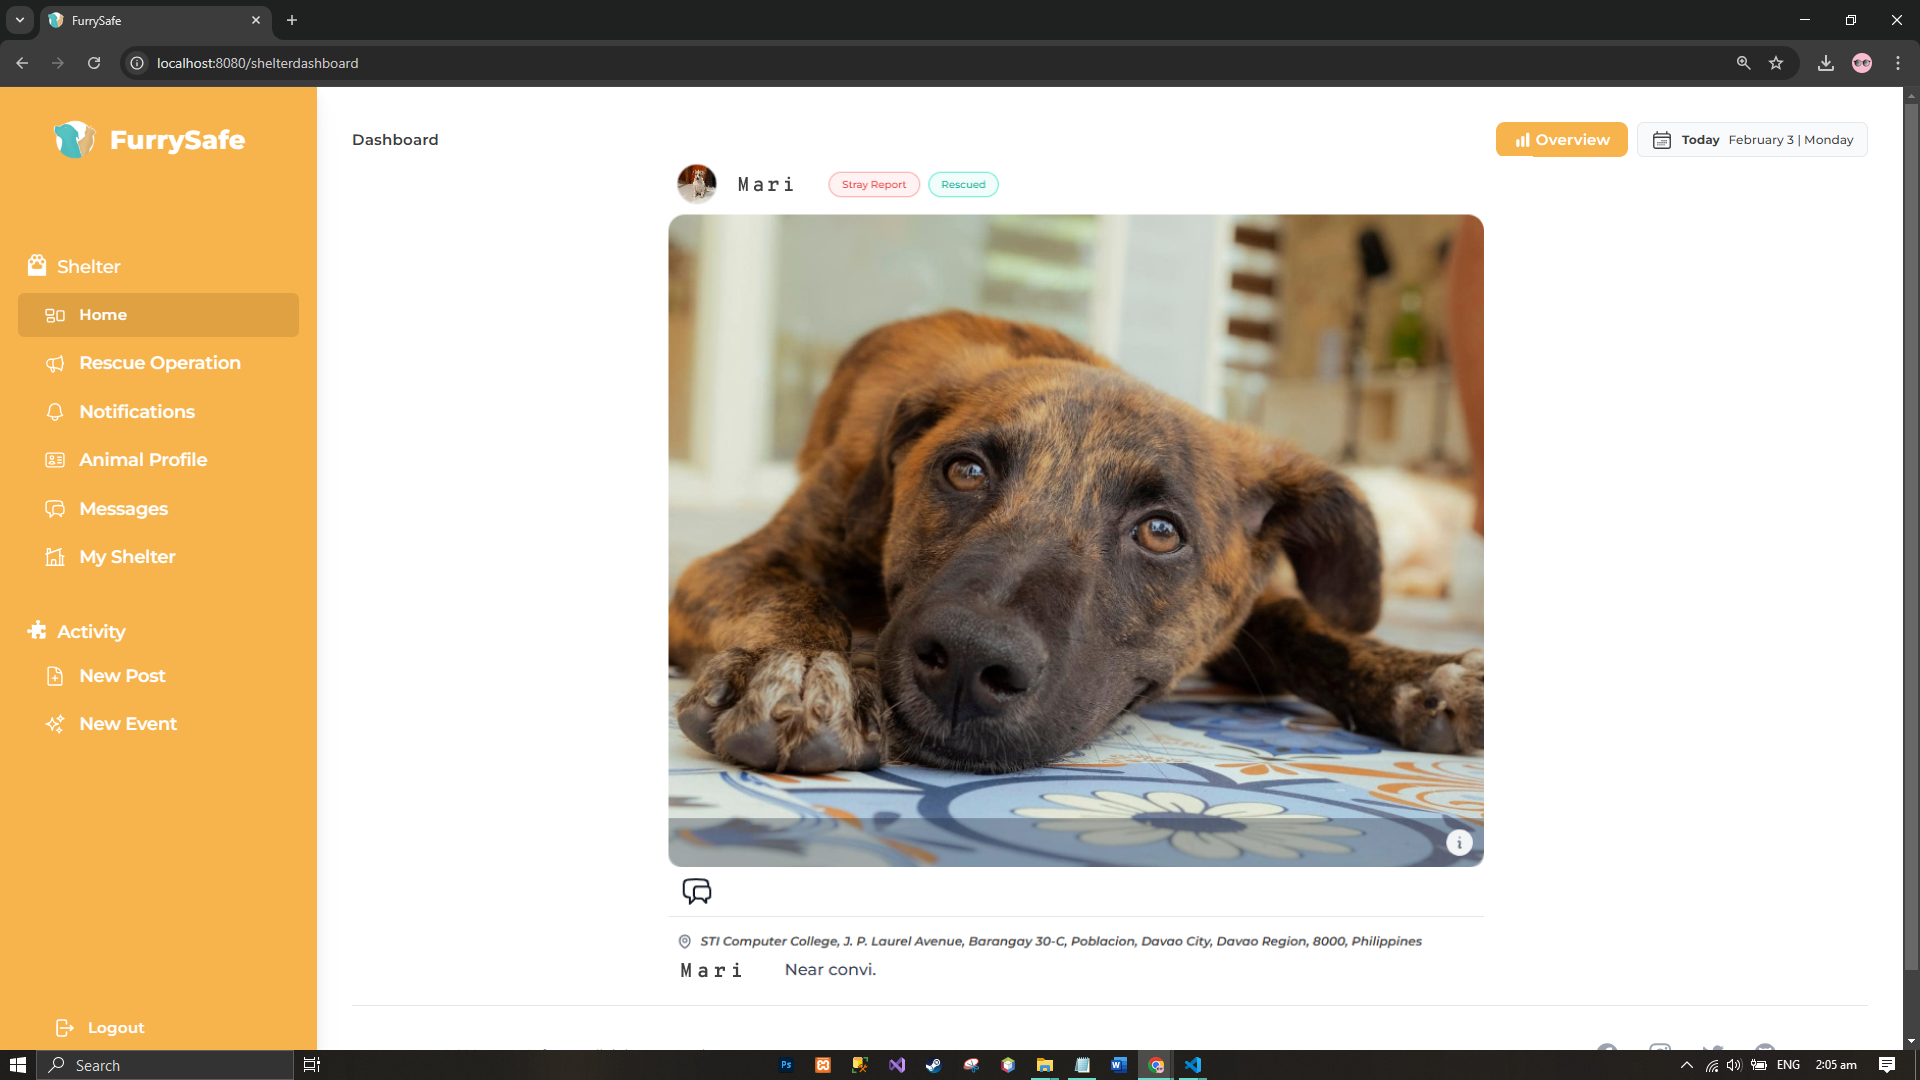 FurrySafe
localhost:8080/shelterdashboard
FurrySafe
Dashboard
Overview
Today February 3 | Monday
Mari
Stray Report
Rescued
Shelter
Home
Rescue Operation
Notifications
Animal Profile
Messages
My Shelter
Activity
New Post
New Event
Logout
i
STI Computer College, J. P. Laurel Avenue, Barangay 30-C, Poblacion, Davao City, Davao Region, 8000, Philippines
Mari Near convi.
Search
Ps
ENG
2:05 am